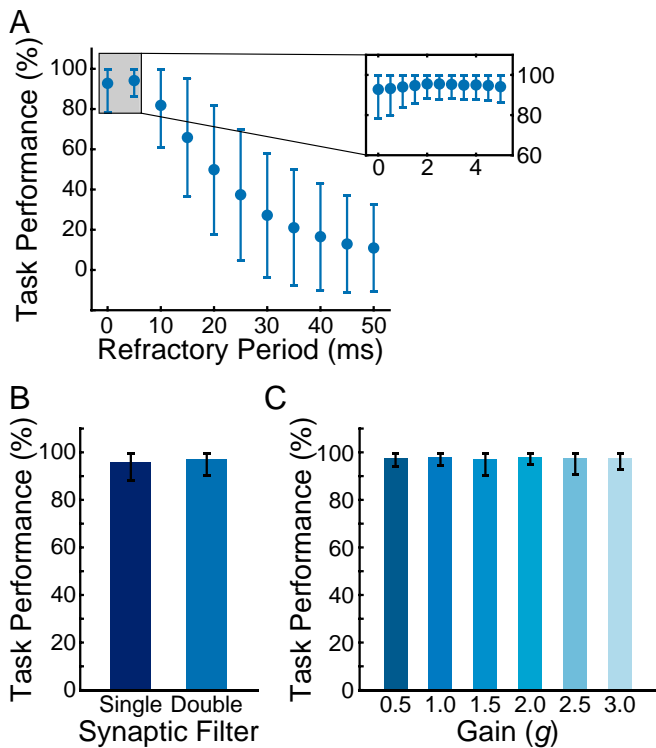 A
Task Performance (%)
100
80
60
40
20
0
0 10 20 30 40 50
Refractory Period (ms)
100
80
60
0 2 4
B
Task Performance (%)
100
80
60
40
20
0
Single Double
Synaptic Filter
C
Task Performance (%)
100
80
60
40
20
0
0.5 1.0 1.5 2.0 2.5 3.0
Gain (g)